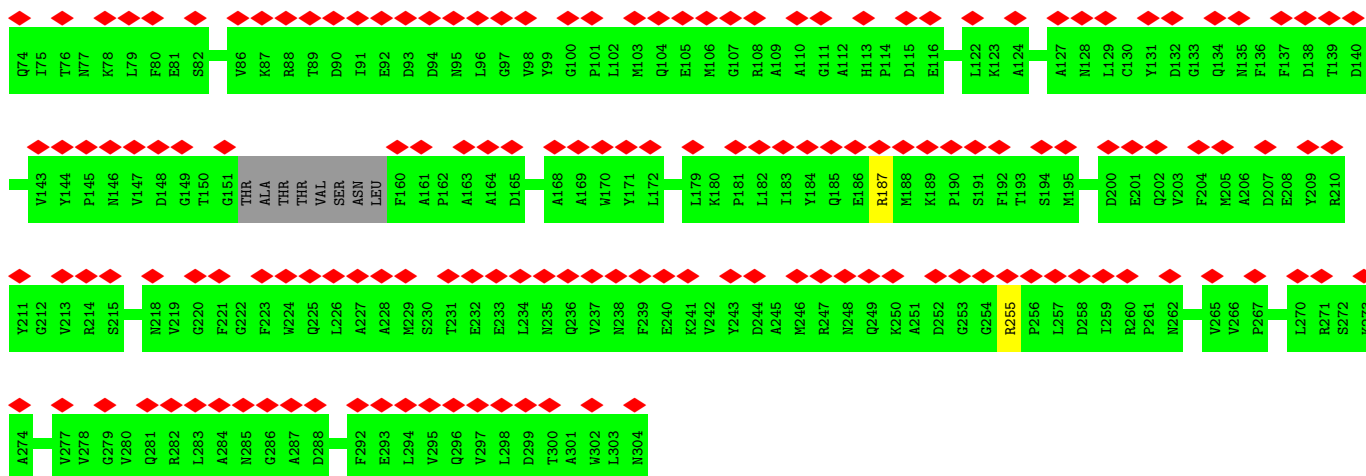 Q74 I75 T76 N77 K78 L79 F80 E81 S82 V86 K87 R88 T89 D90 I91 E92 D93 D94 N95 L96 G97 V98 Y99 G100 P101 L102 M103 Q104 E105 M106 G107 R108 A109 A110 G111 A112 H113 P114 D115 E116 L122 K123 A124 A127 N128 L129 C130 Y131 D132 G133 Q134 N135 F136 F137 D138 T139 D140
V143 Y144 P145 N146 V147 D148 G149 T150 G151 THR ALA THR THR VAL SER ASN LEU F160 A161 P162 A163 A164 D165 A168 A169 W170 Y171 L172 L179 K180 P181 L182 I183 Y184 Q185 E186 R187 M188 K189 P190 S191 F192 T193 S194 M195 D200 E201 Q202 V203 F204 M205 A206 D207 E208 Y209 R210
Y211 G212 V213 R214 S215 N218 V219 G220 F221 G222 F223 W224 Q225 L226 A227 A228 M229 S230 T231 E232 E233 L234 N235 Q236 V237 N238 F239 E240 K241 V242 Y243 D244 A245 M246 R247 N248 Q249 K250 A251 D252 G253 G254 R255 P256 L257 D258 I259 R260 P261 N262 V265 V266 P267 L270 R271 S272
A274 V277 V278 G279 V280 Q281 R282 L283 A284 N285 G286 A287 D288 F292 E293 L294 V295 Q296 V297 L298 D299 T300 A301 W302 L303 N304